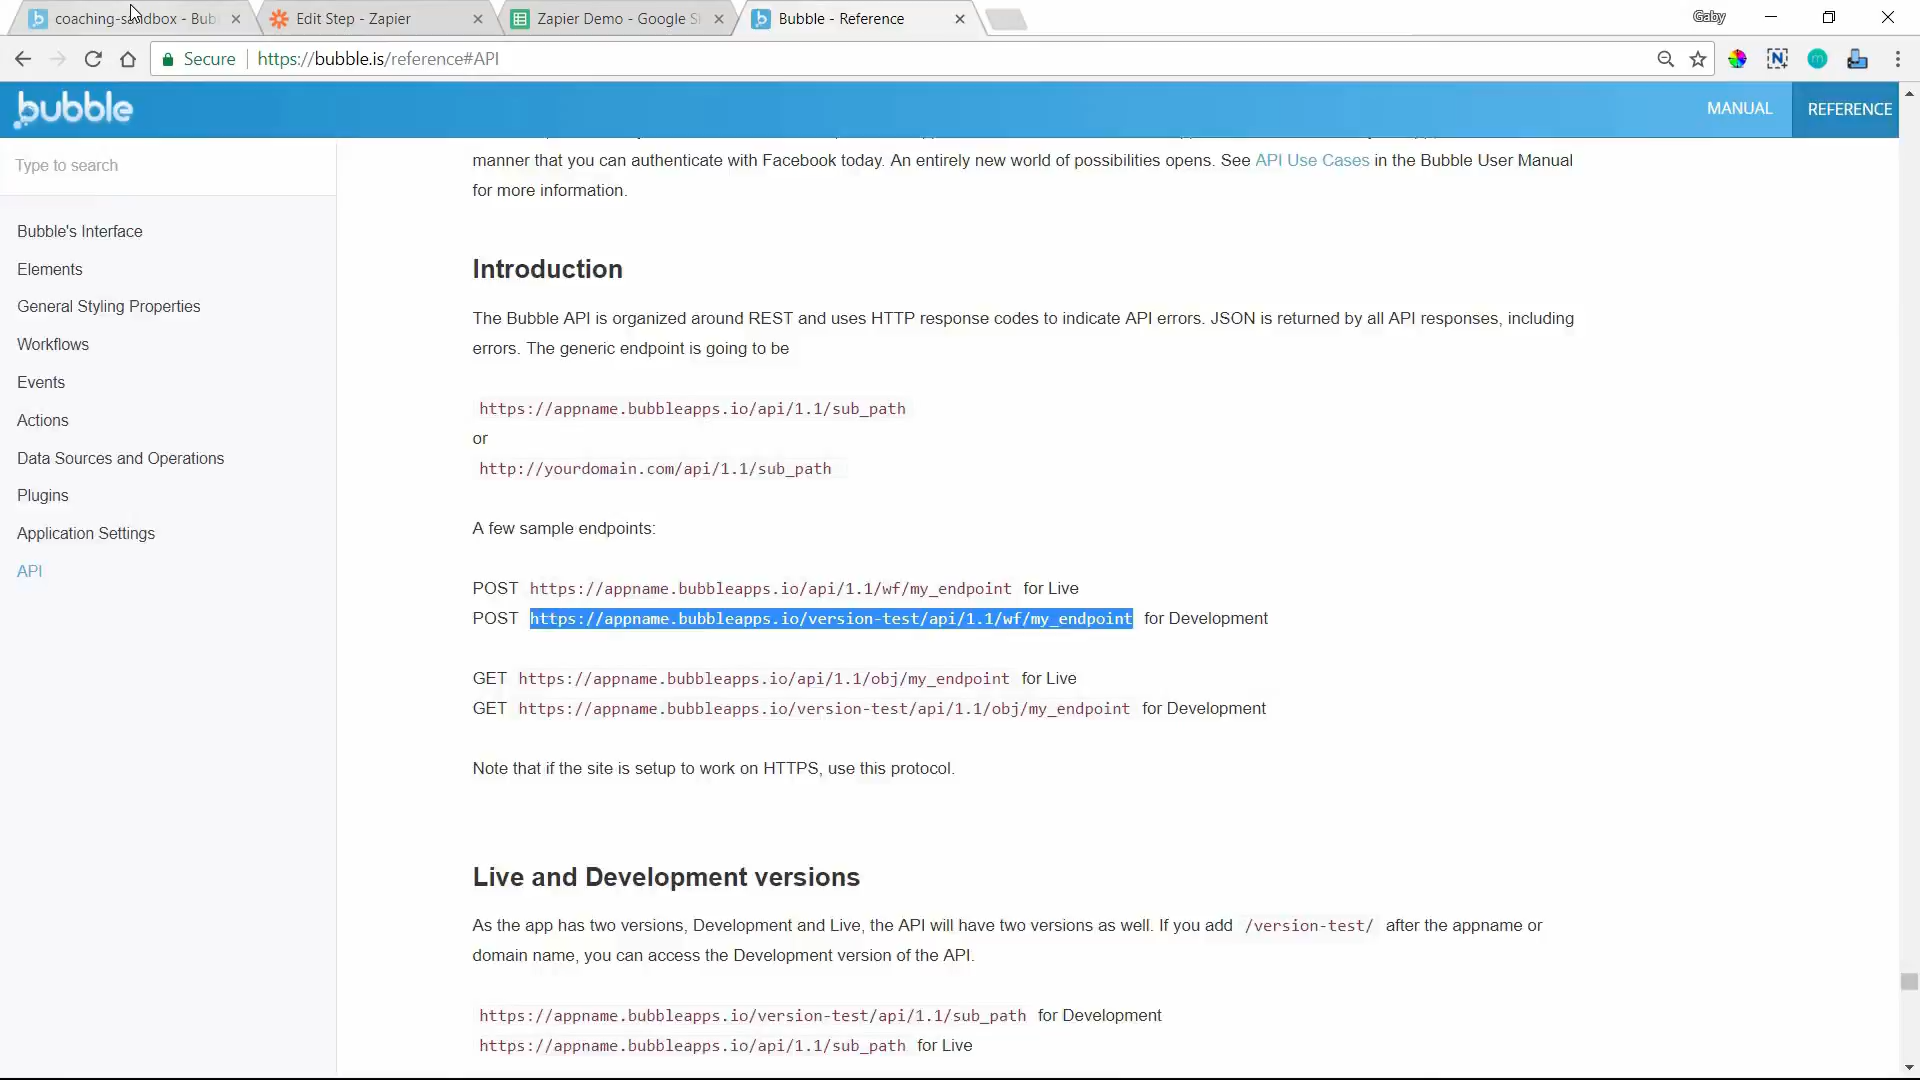 coaching-sandbox - Bub
Edit Step - Zapier
Zapier Demo - Google S
Bubble - Reference
Gaby
Secure
https://bubble.is/reference#API
bubble
MANUAL
REFERENCE
Type to search
Bubble's Interface
Elements
General Styling Properties
Workflows
Events
Actions
Data Sources and Operations
Plugins
Application Settings
API
manner that you can authenticate with Facebook today. An entirely new world of possibilities opens. See API Use Cases in the Bubble User Manual
for more information.
Introduction
The Bubble API is organized around REST and uses HTTP response codes to indicate API errors. JSON is returned by all API responses, including
errors. The generic endpoint is going to be
https://appname.bubbleapps.io/api/1.1/sub_path
or
http://yourdomain.com/api/1.1/sub_path
A few sample endpoints:
POST https://appname.bubbleapps.io/api/1.1/wf/my_endpoint for Live
POST https://appname.bubbleapps.io/version-test/api/1.1/wf/my_endpoint for Development
GET https://appname.bubbleapps.io/api/1.1/obj/my_endpoint for Live
GET https://appname.bubbleapps.io/version-test/api/1.1/obj/my_endpoint for Development
Note that if the site is setup to work on HTTPS, use this protocol.
Live and Development versions
As the app has two versions, Development and Live, the API will have two versions as well. If you add /version-test/ after the appname or
domain name, you can access the Development version of the API.
https://appname.bubbleapps.io/version-test/api/1.1/sub_path for Development
https://appname.bubbleapps.io/api/1.1/sub_path for Live